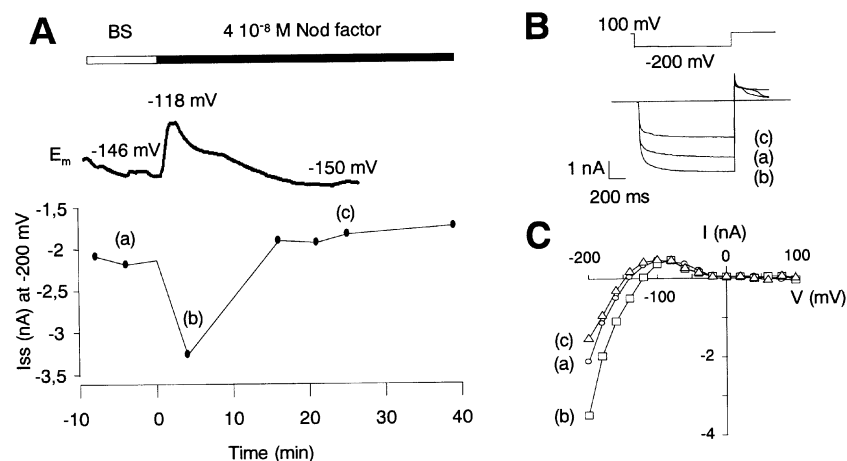 A
BS
4 10⁻⁸ M Nod factor
-118 mV
-146 mV
-150 mV
Em
-1,5
-2
-2,5
-3
-3,5
Iss (nA) at -200 mV
(a)
(b)
(c)
-10
0
10
20
30
40
Time (min)
B
100 mV
-200 mV
(c)
(a)
(b)
1 nA
200 ms
C
I (nA)
-200
0
100
-100
V (mV)
-2
-4
(c)
(a)
(b)